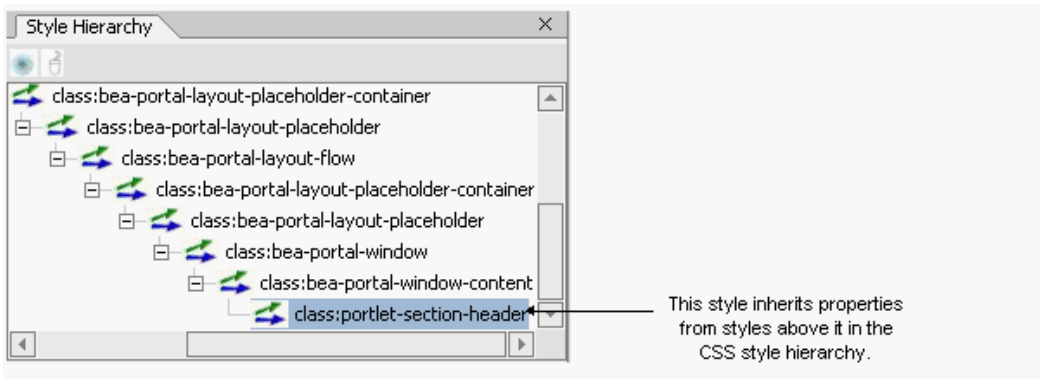 Style Hierarchy
class:bea-portal-layout-placeholder-container
class:bea-portal-layout-placeholder
class:bea-portal-layout-flow
class:bea-portal-layout-placeholder-container
class:bea-portal-layout-placeholder
class:bea-portal-window
class:bea-portal-window-content
class:portlet-section-header
This style inherits properties
from styles above it in the
CSS style hierarchy.